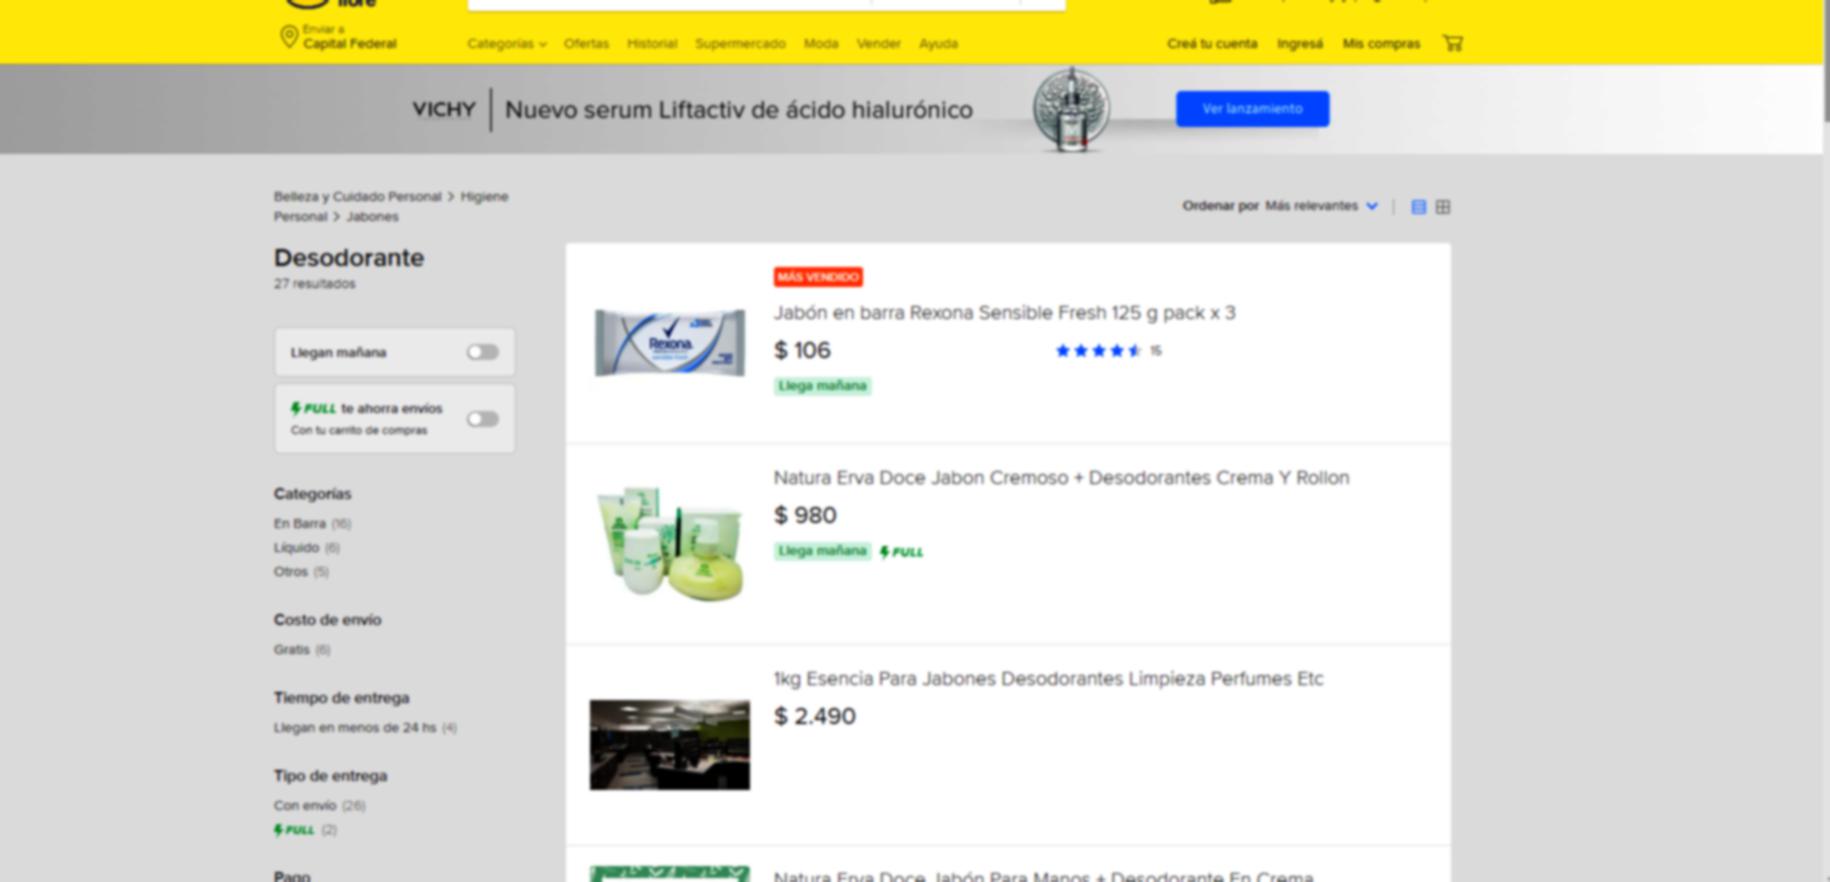 libre
Enviar a
Capital Federal
Categorías
Ofertas
Historial
Supermercado
Moda
Vender
Ayuda
Creá tu cuenta
Ingresá
Mis compras
VICHY
Nuevo serum Liftactiv de ácido hialurónico
Ver lanzamiento
Belleza y Cuidado Personal > Higiene
Personal > Jabones
Ordenar por Más relevantes
Desodorante
27 resultados
Llegan mañana
FULL te ahorra envíos
Con tu carrito de compras
Categorías
En Barra (16)
Líquido (6)
Otros (5)
Costo de envío
Gratis (6)
Tiempo de entrega
Llegan en menos de 24 hs (4)
Tipo de entrega
Con envío (26)
FULL (2)
Pago
MÁS VENDIDO
Rexona
Jabón en barra Rexona Sensible Fresh 125 g pack x 3
$ 106
15
Llega mañana
Natura Erva Doce Jabon Cremoso + Desodorantes Crema Y Rollon
$ 980
Llega mañana FULL
1kg Esencia Para Jabones Desodorantes Limpieza Perfumes Etc
$ 2.490
Natura Erva Doce Jabón Para Manos + Desodorante En Crema